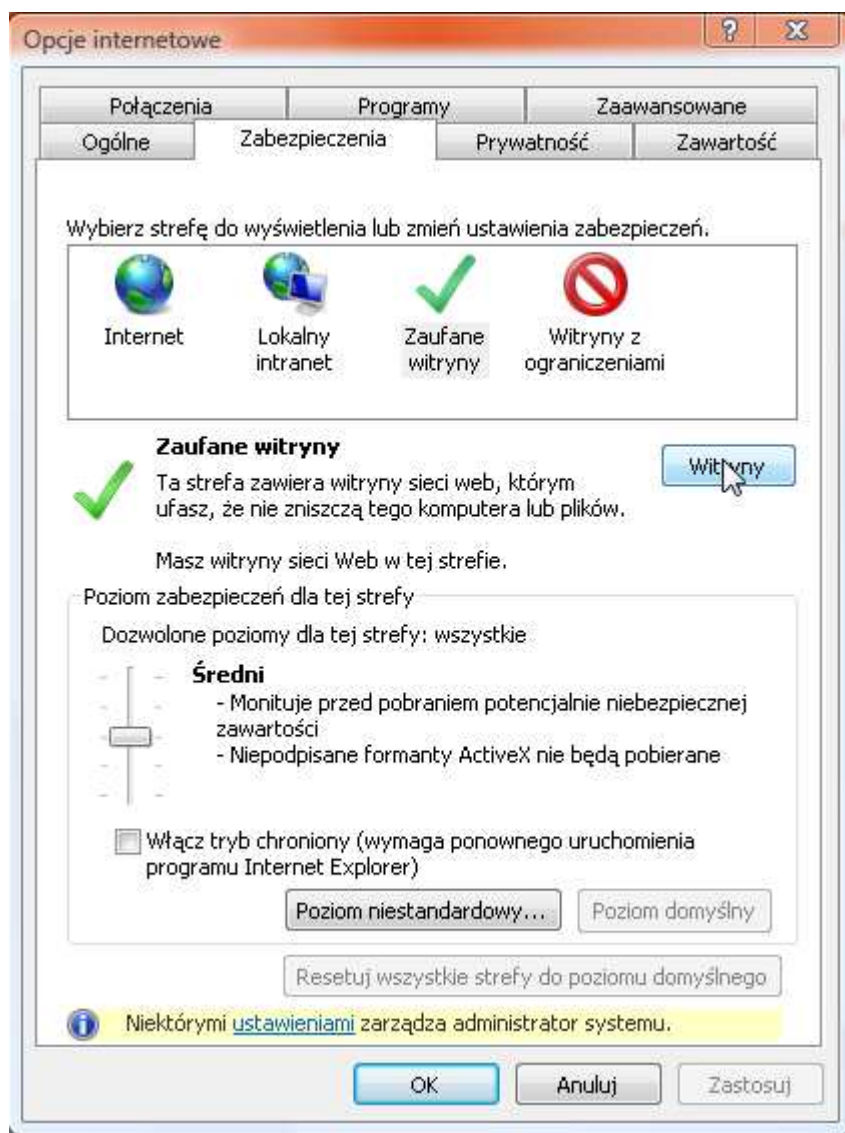 Opcje internetowe
Połączenia Programy Zaawansowane
Ogólne Zabezpieczenia Prywatność Zawartość
Wybierz strefę do wyświetlenia lub zmień ustawienia zabezpieczeń.
Internet Lokalny intranet Zaufane witryny Witryny z ograniczeniami
Zaufane witryny
Witryny
Ta strefa zawiera witryny sieci web, którym
ufasz, że nie zniszczą tego komputera lub plików.
Masz witryny sieci Web w tej strefie.
Poziom zabezpieczeń dla tej strefy
Dozwolone poziomy dla tej strefy: wszystkie
Średni
- Monituje przed pobraniem potencjalnie niebezpiecznej
zawartości
- Niepodpisane formanty ActiveX nie będą pobierane
Włącz tryb chroniony (wymaga ponownego uruchomienia
programu Internet Explorer)
Poziom niestandardowy... Poziom domyślny
Resetuj wszystkie strefy do poziomu domyślnego
Niektórymi ustawieniami zarządza administrator systemu.
OK Anuluj Zastosuj